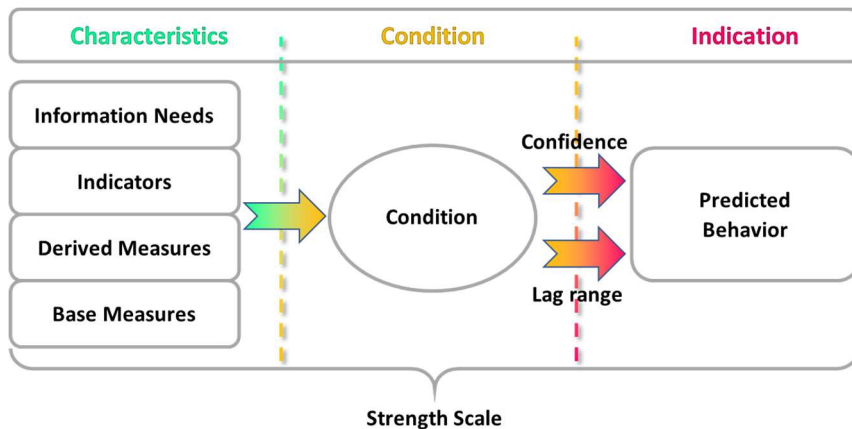 Characteristics Condition Indication
Information Needs
Indicators
Derived Measures
Base Measures
Condition
Confidence
Lag range
Predicted
Behavior
Strength Scale